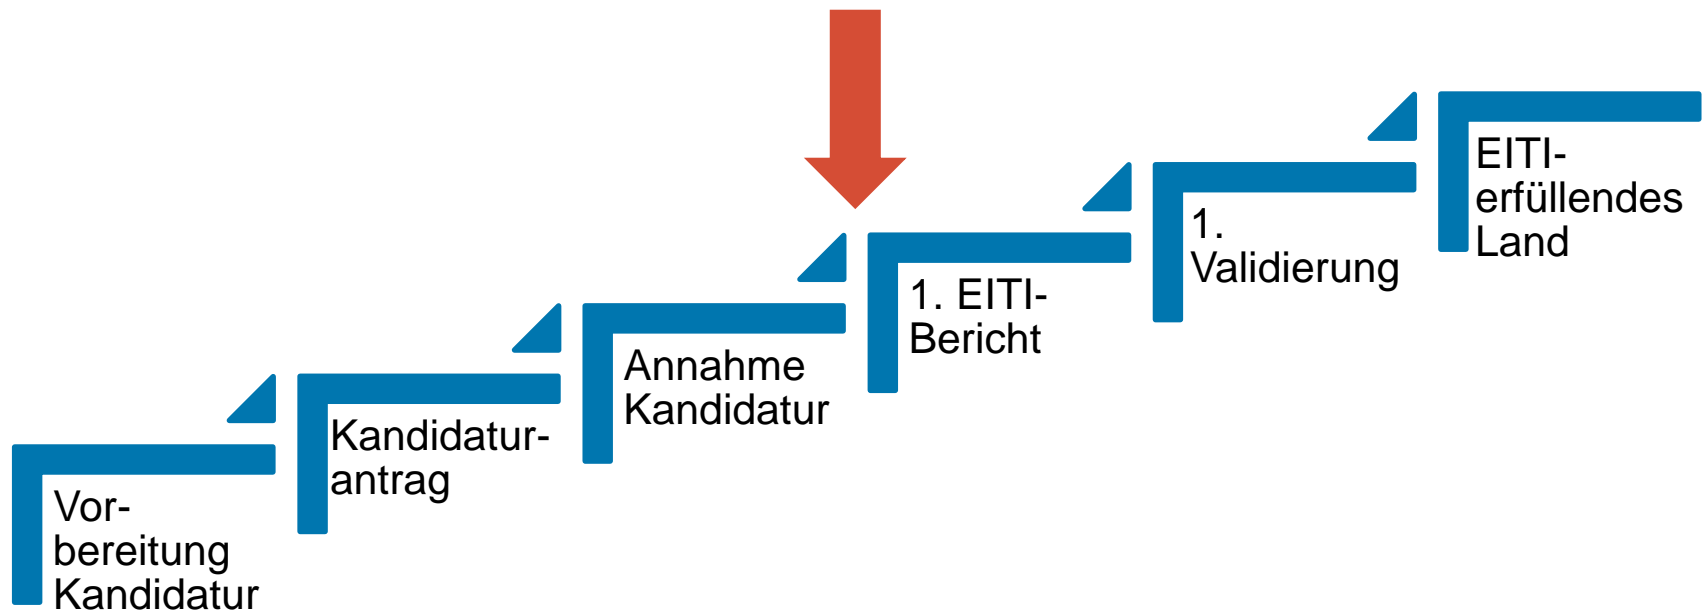 Vor-
bereitung
Kandidatur
Kandidatur-
antrag
Annahme
Kandidatur
1. EITI-
Bericht
1.
Validierung
EITI-
erfüllendes
Land